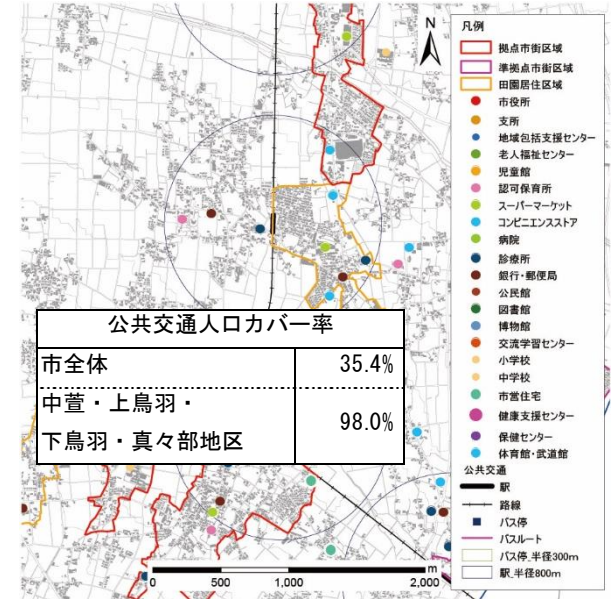 N
凡例
拠点市街区域
準拠点市街区域
田園居住区域
市役所
支所
地域包括支援センター
老人福祉センター
児童館
認可保育所
スーパーマーケット
コンビニエンスストア
病院
診療所
銀行・郵便局
公民館
図書館
博物館
交流学習センター
小学校
中学校
市営住宅
健康支援センター
保健センター
体育館・武道館
公共交通
駅
路線
バス停
バスルート
バス停_半径300m
駅_半径800m
公共交通人口カバー率
市全体 35.4%
中萱・上鳥羽・
下鳥羽・真々部地区 98.0%
m
0 500 1,000 2,000